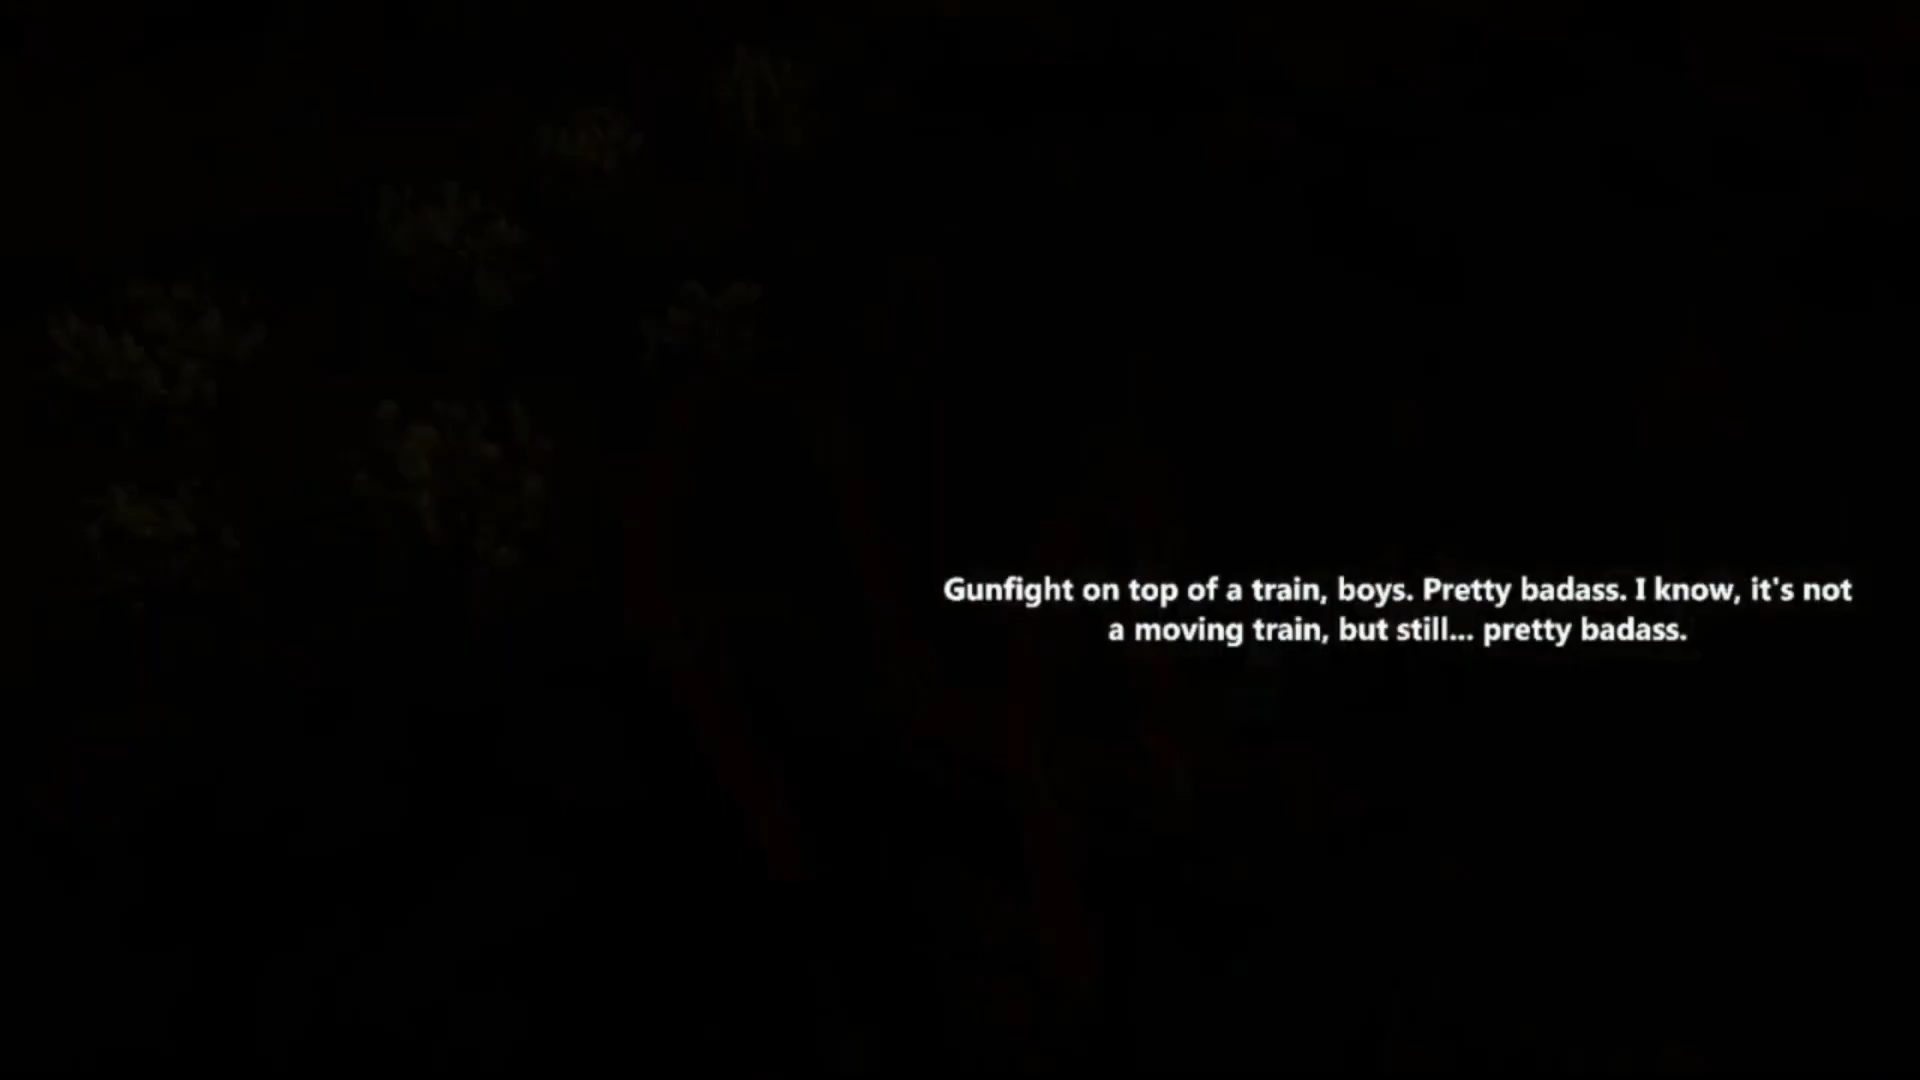 Gunfight on top of a train, boys. Pretty badass. I know, it's not
a moving train, but still... pretty badass.